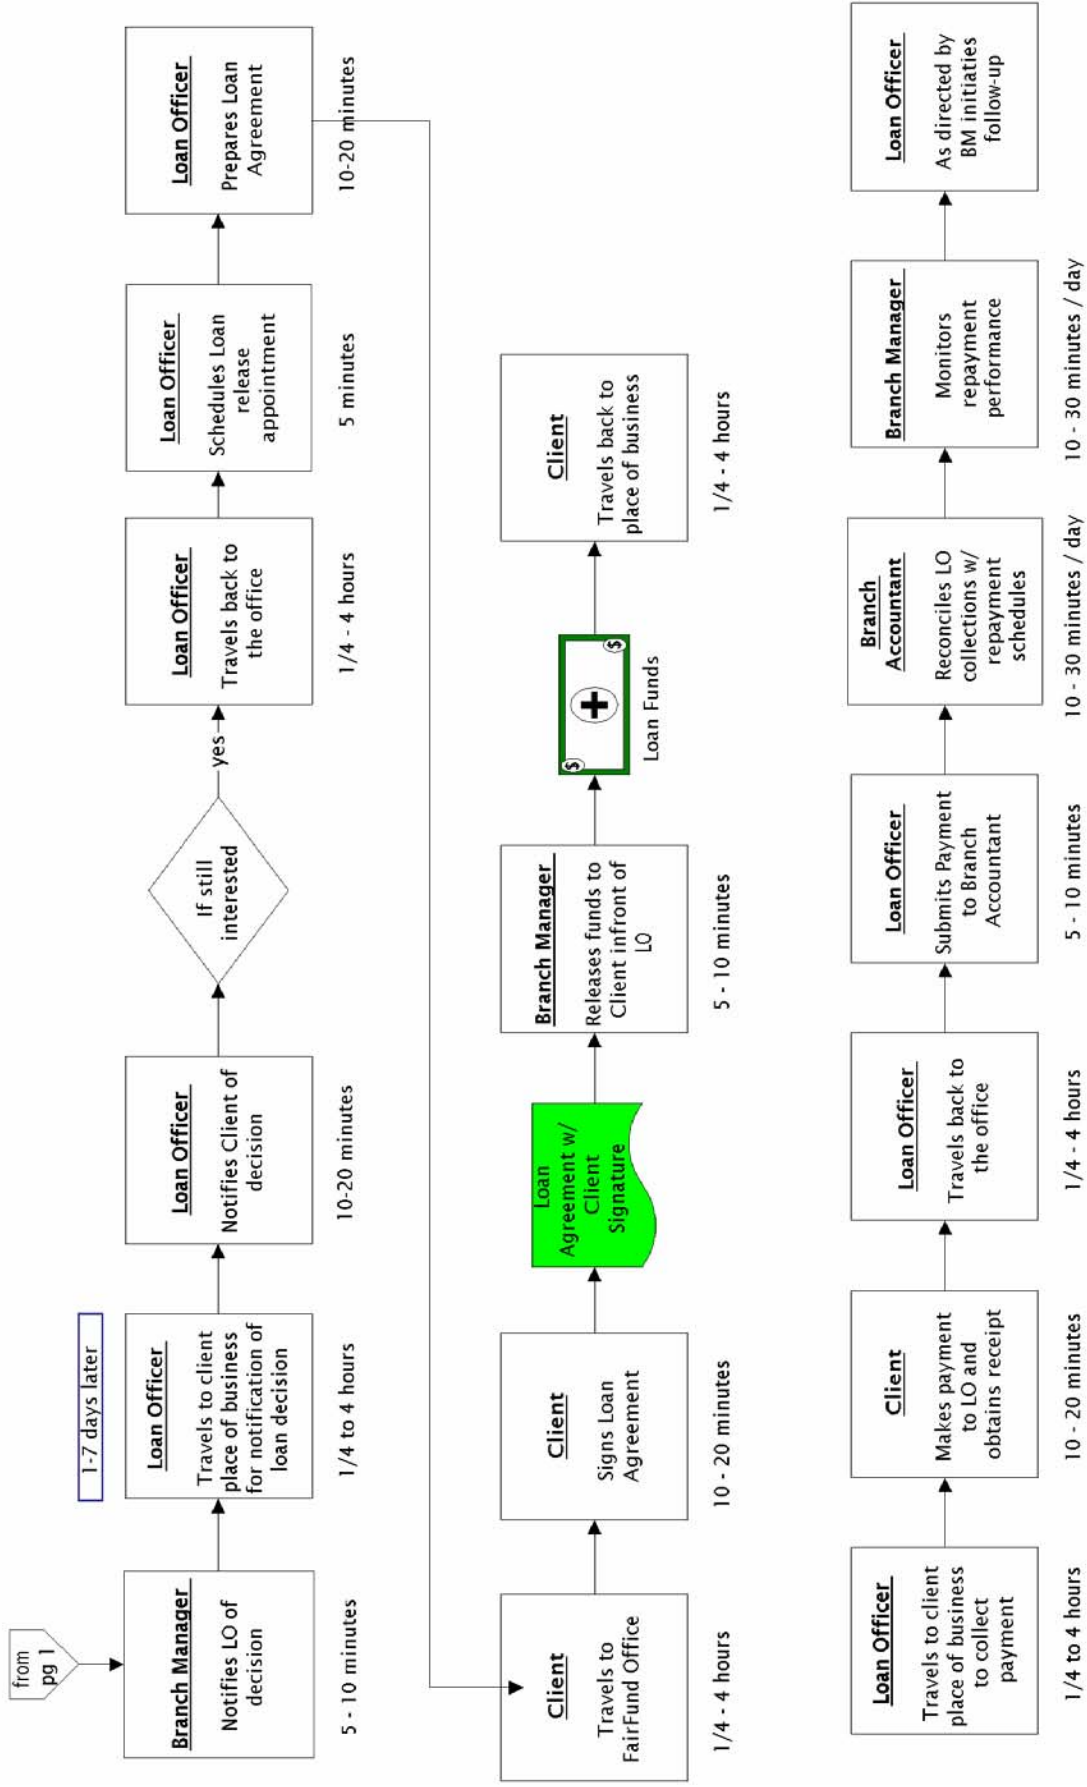 from
pg 1
1-7 days later
Branch Manager
Notifies LO of
decision
5 - 10 minutes
Loan Officer
Travels to client
place of business
for notification of
loan decision
1/4 to 4 hours
Loan Officer
Notifies Client of
decision
10-20 minutes
If still
interested
yes
Loan Officer
Travels back to
the office
1/4 - 4 hours
Loan Officer
Schedules Loan
release
appointment
5 minutes
Loan Officer
Prepares Loan
Agreement
10-20 minutes
Client
Travels to
FairFund Office
1/4 - 4 hours
Client
Signs Loan
Agreement
10 - 20 minutes
Loan
Agreement w/
Client
Signature
Branch Manager
Releases funds to
Client infront of
LO
5 - 10 minutes
$
$
Loan Funds
Client
Travels back to
place of business
1/4 - 4 hours
Loan Officer
Travels to client
place of business
to collect
payment
1/4 to 4 hours
Client
Makes payment
to LO and
obtains receipt
10 - 20 minutes
Loan Officer
Travels back to
the office
1/4 - 4 hours
Loan Officer
Submits Payment
to Branch
Accountant
5 - 10 minutes
Branch
Accountant
Reconciles LO
collections w/
repayment
schedules
10 - 30 minutes / day
Branch Manager
Monitors
repayment
performance
10 - 30 minutes / day
Loan Officer
As directed by
BM initiaties
follow-up